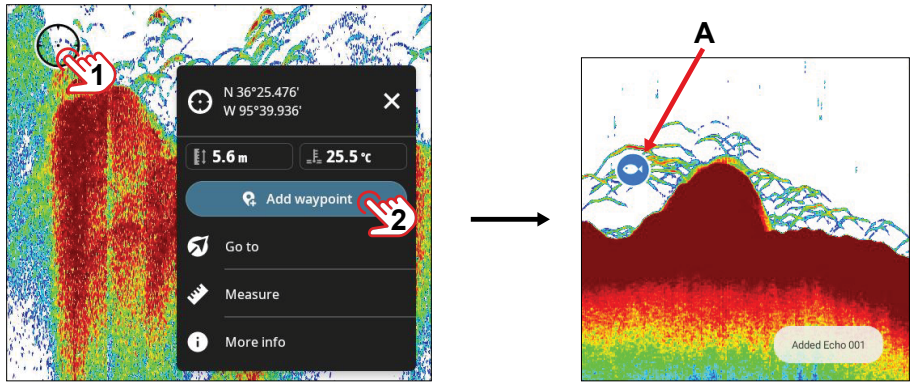 1
N 36°25.476'
W 95°39.936'
5.6 m
25.5 °C
Add waypoint
2
Go to
Measure
More info
A
Added Echo 001